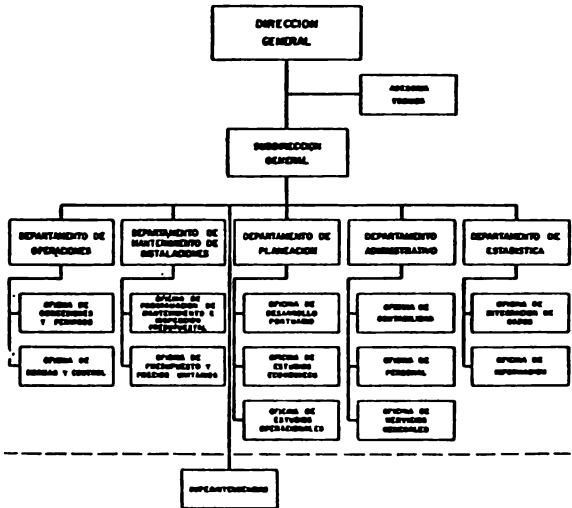 DIRECCION
GENERAL
ASESORIA
TECNICA
SUBDIRECCION
GENERAL
DEPARTAMENTO DE
OPERACIONES
DEPARTAMENTO DE
MANTENIMIENTO DE
INSTALACIONES
DEPARTAMENTO DE
PLANEACION
DEPARTAMENTO
ADMINISTRATIVO
DEPARTAMENTO DE
ESTADISTICA
OFICINA DE
CONCESIONES
Y PERMISOS
OFICINA DE
PROGRAMACION DE
MANTENIMIENTO E
PRESUPUESTAL
OFICINA DE
DESARROLLO
PORTUARIO
OFICINA DE
CONTABILIDAD
OFICINA DE
INTEGRACION DE
DATOS
OFICINA DE
NORMAS Y CONTROL
OFICINA DE
PRESUPUESTO Y
PRECIOS UNITARIOS
OFICINA DE
ESTUDIOS
ECONOMICOS
OFICINA DE
PERSONAL
OFICINA DE
INFORMACION
OFICINA DE
ESTUDIOS
OPERACIONALES
OFICINA DE
SERVICIOS
GENERALES
SUPERINTENDENCIAS